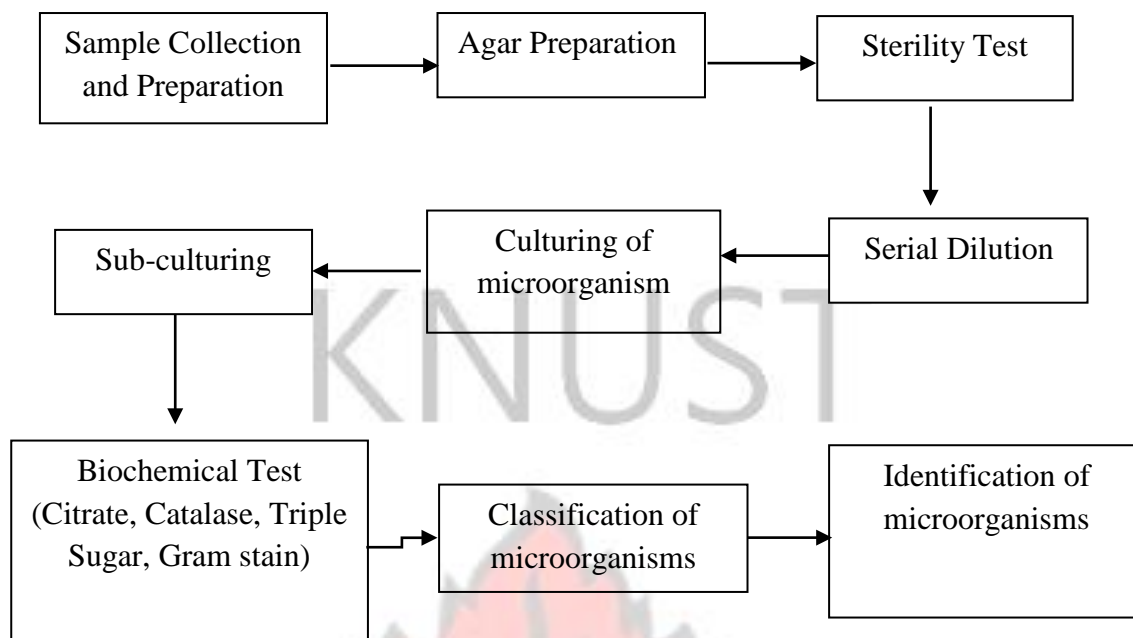 Sample Collection
and Preparation
Agar Preparation
Sterility Test
Serial Dilution
Culturing of
microorganism
Sub-culturing
KNUST
Biochemical Test
(Citrate, Catalase, Triple
Sugar, Gram stain)
Classification of
microorganisms
Identification of
microorganisms